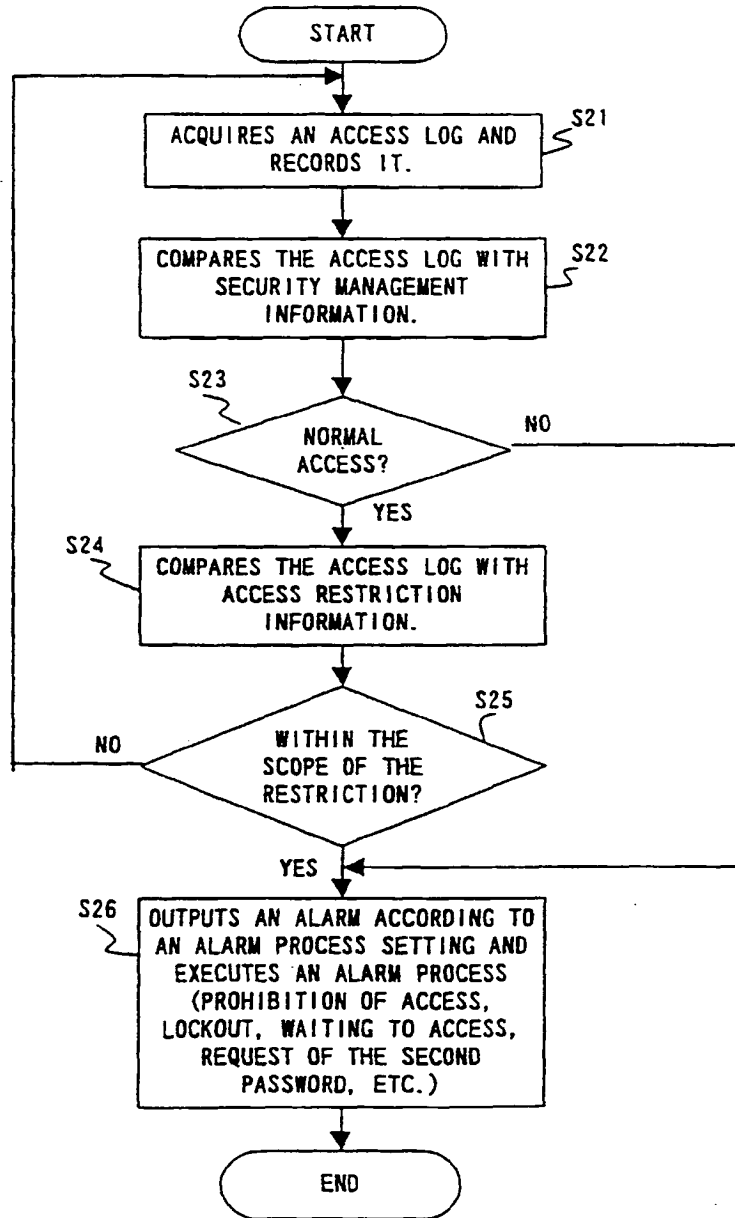 START
S21
ACQUIRES AN ACCESS LOG AND
RECORDS IT.
COMPARES THE ACCESS LOG WITH
SECURITY MANAGEMENT
INFORMATION.
S22
S23
NORMAL
ACCESS?
NO
YES
S24
COMPARES THE ACCESS LOG WITH
ACCESS RESTRICTION
INFORMATION.
S25
NO
WITHIN THE
SCOPE OF THE
RESTRICTION?
YES
S26
OUTPUTS AN ALARM ACCORDING TO
AN ALARM PROCESS SETTING AND
EXECUTES AN ALARM PROCESS
(PROHIBITION OF ACCESS,
LOCKOUT, WAITING TO ACCESS,
REQUEST OF THE SECOND
PASSWORD, ETC.)
END